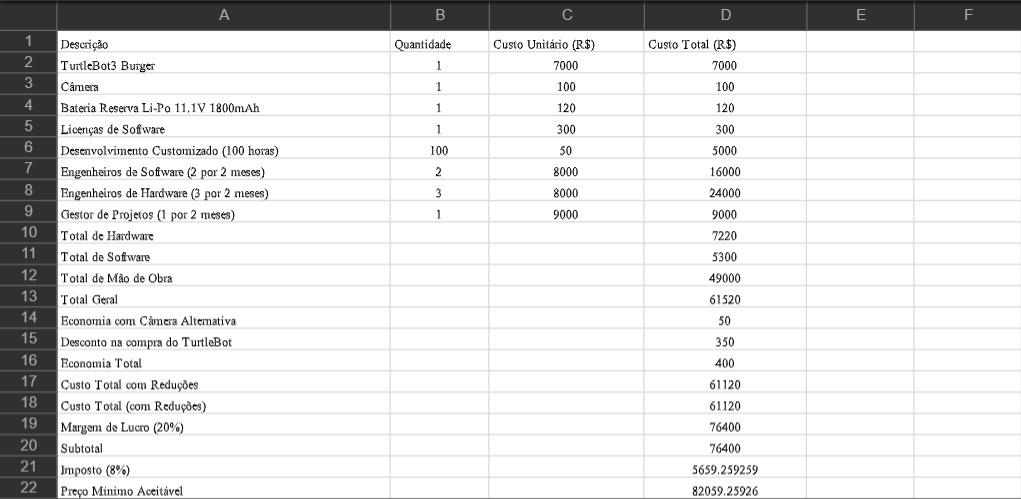 A B C D E F
1 Descrição Quantidade Custo Unitário (R$) Custo Total (R$)
2 TurtleBot3 Burger 1 7000 7000
3 Câmera 1 100 100
4 Bateria Reserva Li-Po 11.1V 1800mAh 1 120 120
5 Licenças de Software 1 300 300
6 Desenvolvimento Customizado (100 horas) 100 50 5000
7 Engenheiros de Software (2 por 2 meses) 2 8000 16000
8 Engenheiros de Hardware (3 por 2 meses) 3 8000 24000
9 Gestor de Projetos (1 por 2 meses) 1 9000 9000
10 Total de Hardware 7220
11 Total de Software 5300
12 Total de Mão de Obra 49000
13 Total Geral 61520
14 Economia com Câmera Alternativa 50
15 Desconto na compra do TurtleBot 350
16 Economia Total 400
17 Custo Total com Reduções 61120
18 Custo Total (com Reduções) 61120
19 Margem de Lucro (20%) 76400
20 Subtotal 76400
21 Imposto (8%) 5659.259259
22 Preço Mínimo Aceitável 82059.25926